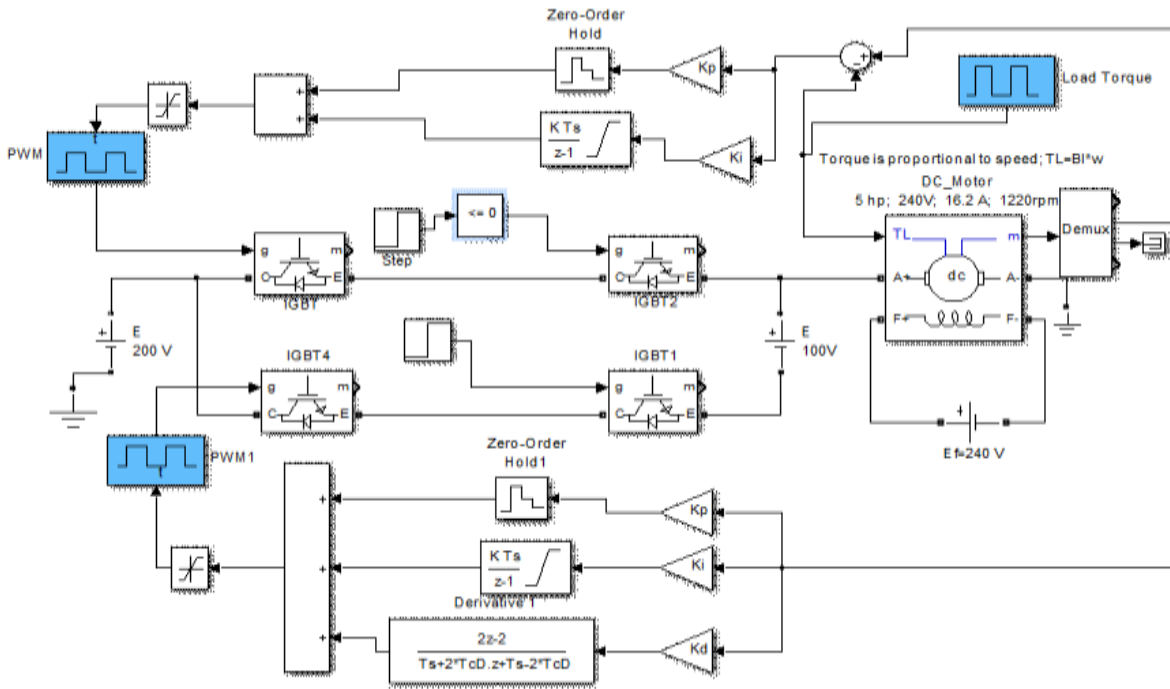 Zero-Order
Hold
Kp
+
-
Load Torque
+
+
K Ts
z-1
Ki
t
PWM
Torque is proportional to speed; TL=Bl*w
DC_Motor
5 hp; 240V; 16.2 A; 1220rpm
<= 0
Step
TL
m
Demux
g
m
C
E
IGBT
g
m
C
E
IGBT2
A+
dc
A-
F+
F-
+
E
200 V
+
E
100V
IGBT4
g
m
C
E
IGBT1
g
m
C
E
+
Ef=240 V
t
PWM1
Zero-Order
Hold1
+
Kp
+
K Ts
z-1
Ki
Derivative 1
+
2z-2
Ts+2*TcD.z+Ts-2*TcD
Kd